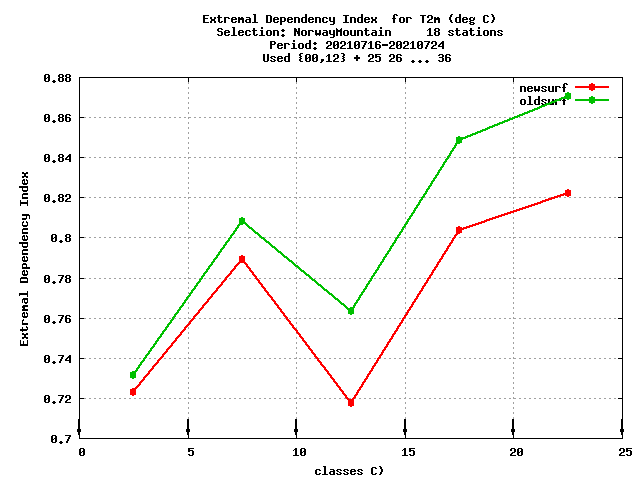 Extremal Dependency Index  for T2m (deg C)
Selection: NorwayMountain     18 stations
Period: 20210716-20210724
Used {00,12} + 25 26 ... 36
0.88
0.86
0.84
0.82
0.8
0.78
0.76
0.74
0.72
0.7
Extremal Dependency Index
newsurf
oldsurf
0 5 10 15 20 25
classes C)